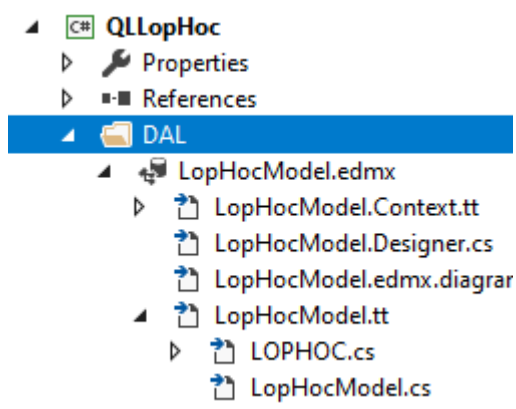 C# QLLopHoc
Properties
References
DAL
LopHocModel.edmx
LopHocModel.Context.tt
LopHocModel.Designer.cs
LopHocModel.edmx.diagrar
LopHocModel.tt
LOPHOC.cs
LopHocModel.cs